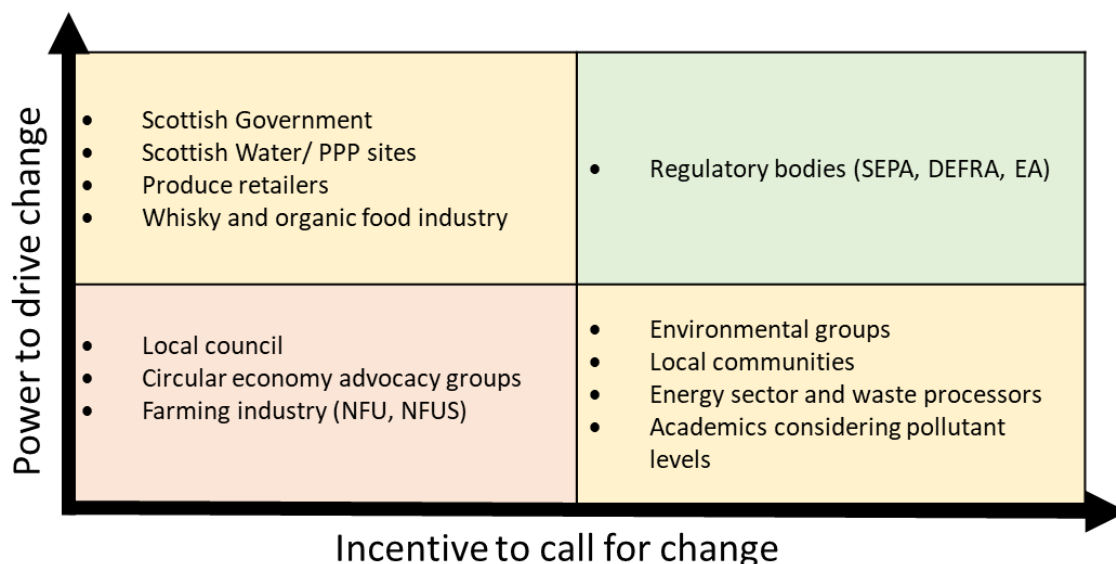 Power to drive change
• Scottish Government
• Scottish Water/ PPP sites
• Produce retailers
• Whisky and organic food industry
• Regulatory bodies (SEPA, DEFRA, EA)
• Local council
• Circular economy advocacy groups
• Farming industry (NFU, NFUS)
• Environmental groups
• Local communities
• Energy sector and waste processors
• Academics considering pollutant
levels
Incentive to call for change